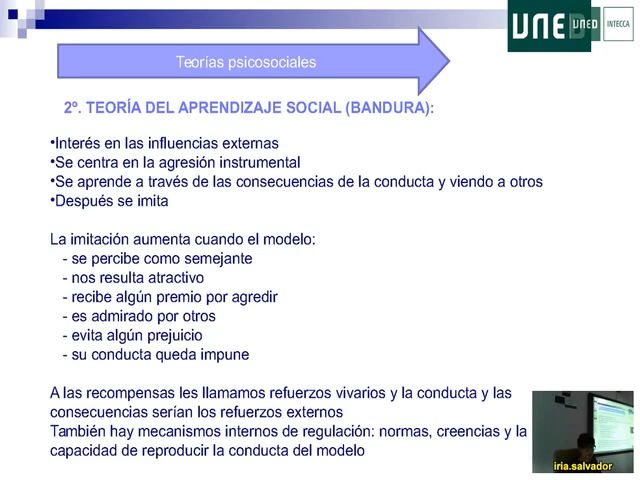 UNED
UNED
INTECCA
Teorías psicosociales
2º. TEORÍA DEL APRENDIZAJE SOCIAL (BANDURA):
•Interés en las influencias externas
•Se centra en la agresión instrumental
•Se aprende a través de las consecuencias de la conducta y viendo a otros
•Después se imita
La imitación aumenta cuando el modelo:
- se percibe como semejante
- nos resulta atractivo
- recibe algún premio por agredir
- es admirado por otros
- evita algún prejuicio
- su conducta queda impune
A las recompensas les llamamos refuerzos vivarios y la conducta y las
consecuencias serían los refuerzos externos
También hay mecanismos internos de regulación: normas, creencias y la
capacidad de reproducir la conducta del modelo
iria.salvador